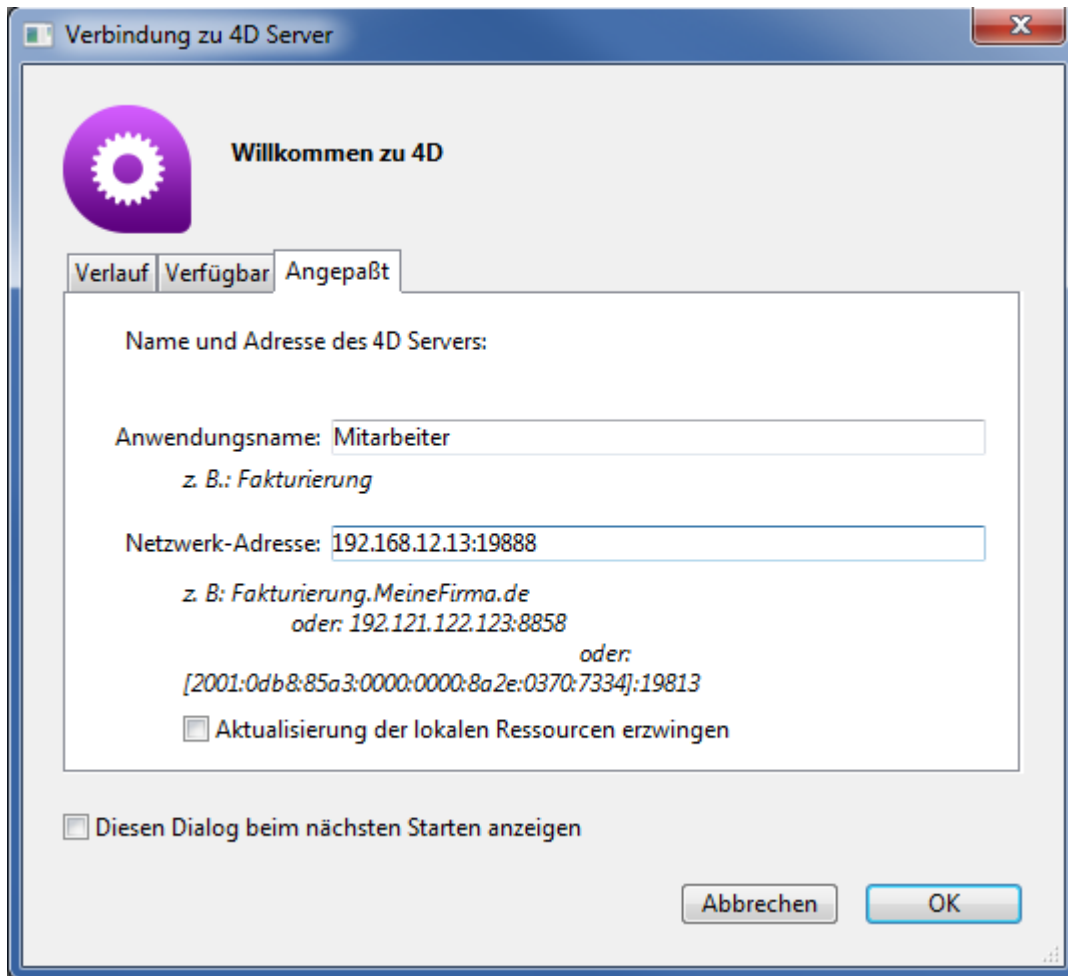 Verbindung zu 4D Server
Willkommen zu 4D
Verlauf Verfügbar Angepaßt
Name und Adresse des 4D Servers:
Anwendungsname: Mitarbeiter
z. B.: Fakturierung
Netzwerk-Adresse: 192.168.12.13:19888
z. B: Fakturierung.MeineFirma.de
oder: 192.121.122.123:8858
oder:
[2001:0db8:85a3:0000:0000:8a2e:0370:7334]:19813
Aktualisierung der lokalen Ressourcen erzwingen
Diesen Dialog beim nächsten Starten anzeigen
Abbrechen OK